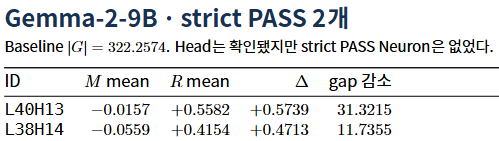 Gemma-2-9B · strict PASS 2개
Baseline |G| = 322.2574. Head는 확인됐지만 strict PASS Neuron은 없었다.
ID M mean R mean Δ gap 감소
L40H13 −0.0157 +0.5582 +0.5739 31.3215
L38H14 −0.0559 +0.4154 +0.4713 11.7355